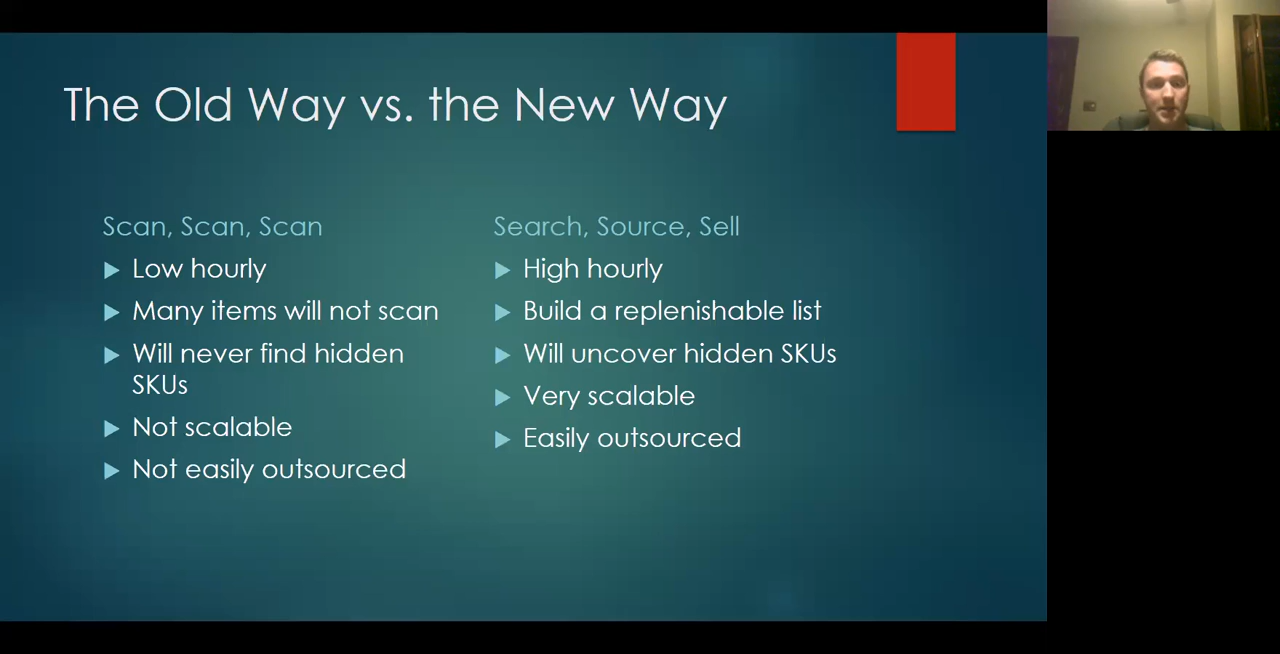 The Old Way vs. the New Way
Scan, Scan, Scan
Low hourly
Many items will not scan
Will never find hidden
SKUs
Not scalable
Not easily outsourced
Search, Source, Sell
High hourly
Build a replenishable list
Will uncover hidden SKUs
Very scalable
Easily outsourced